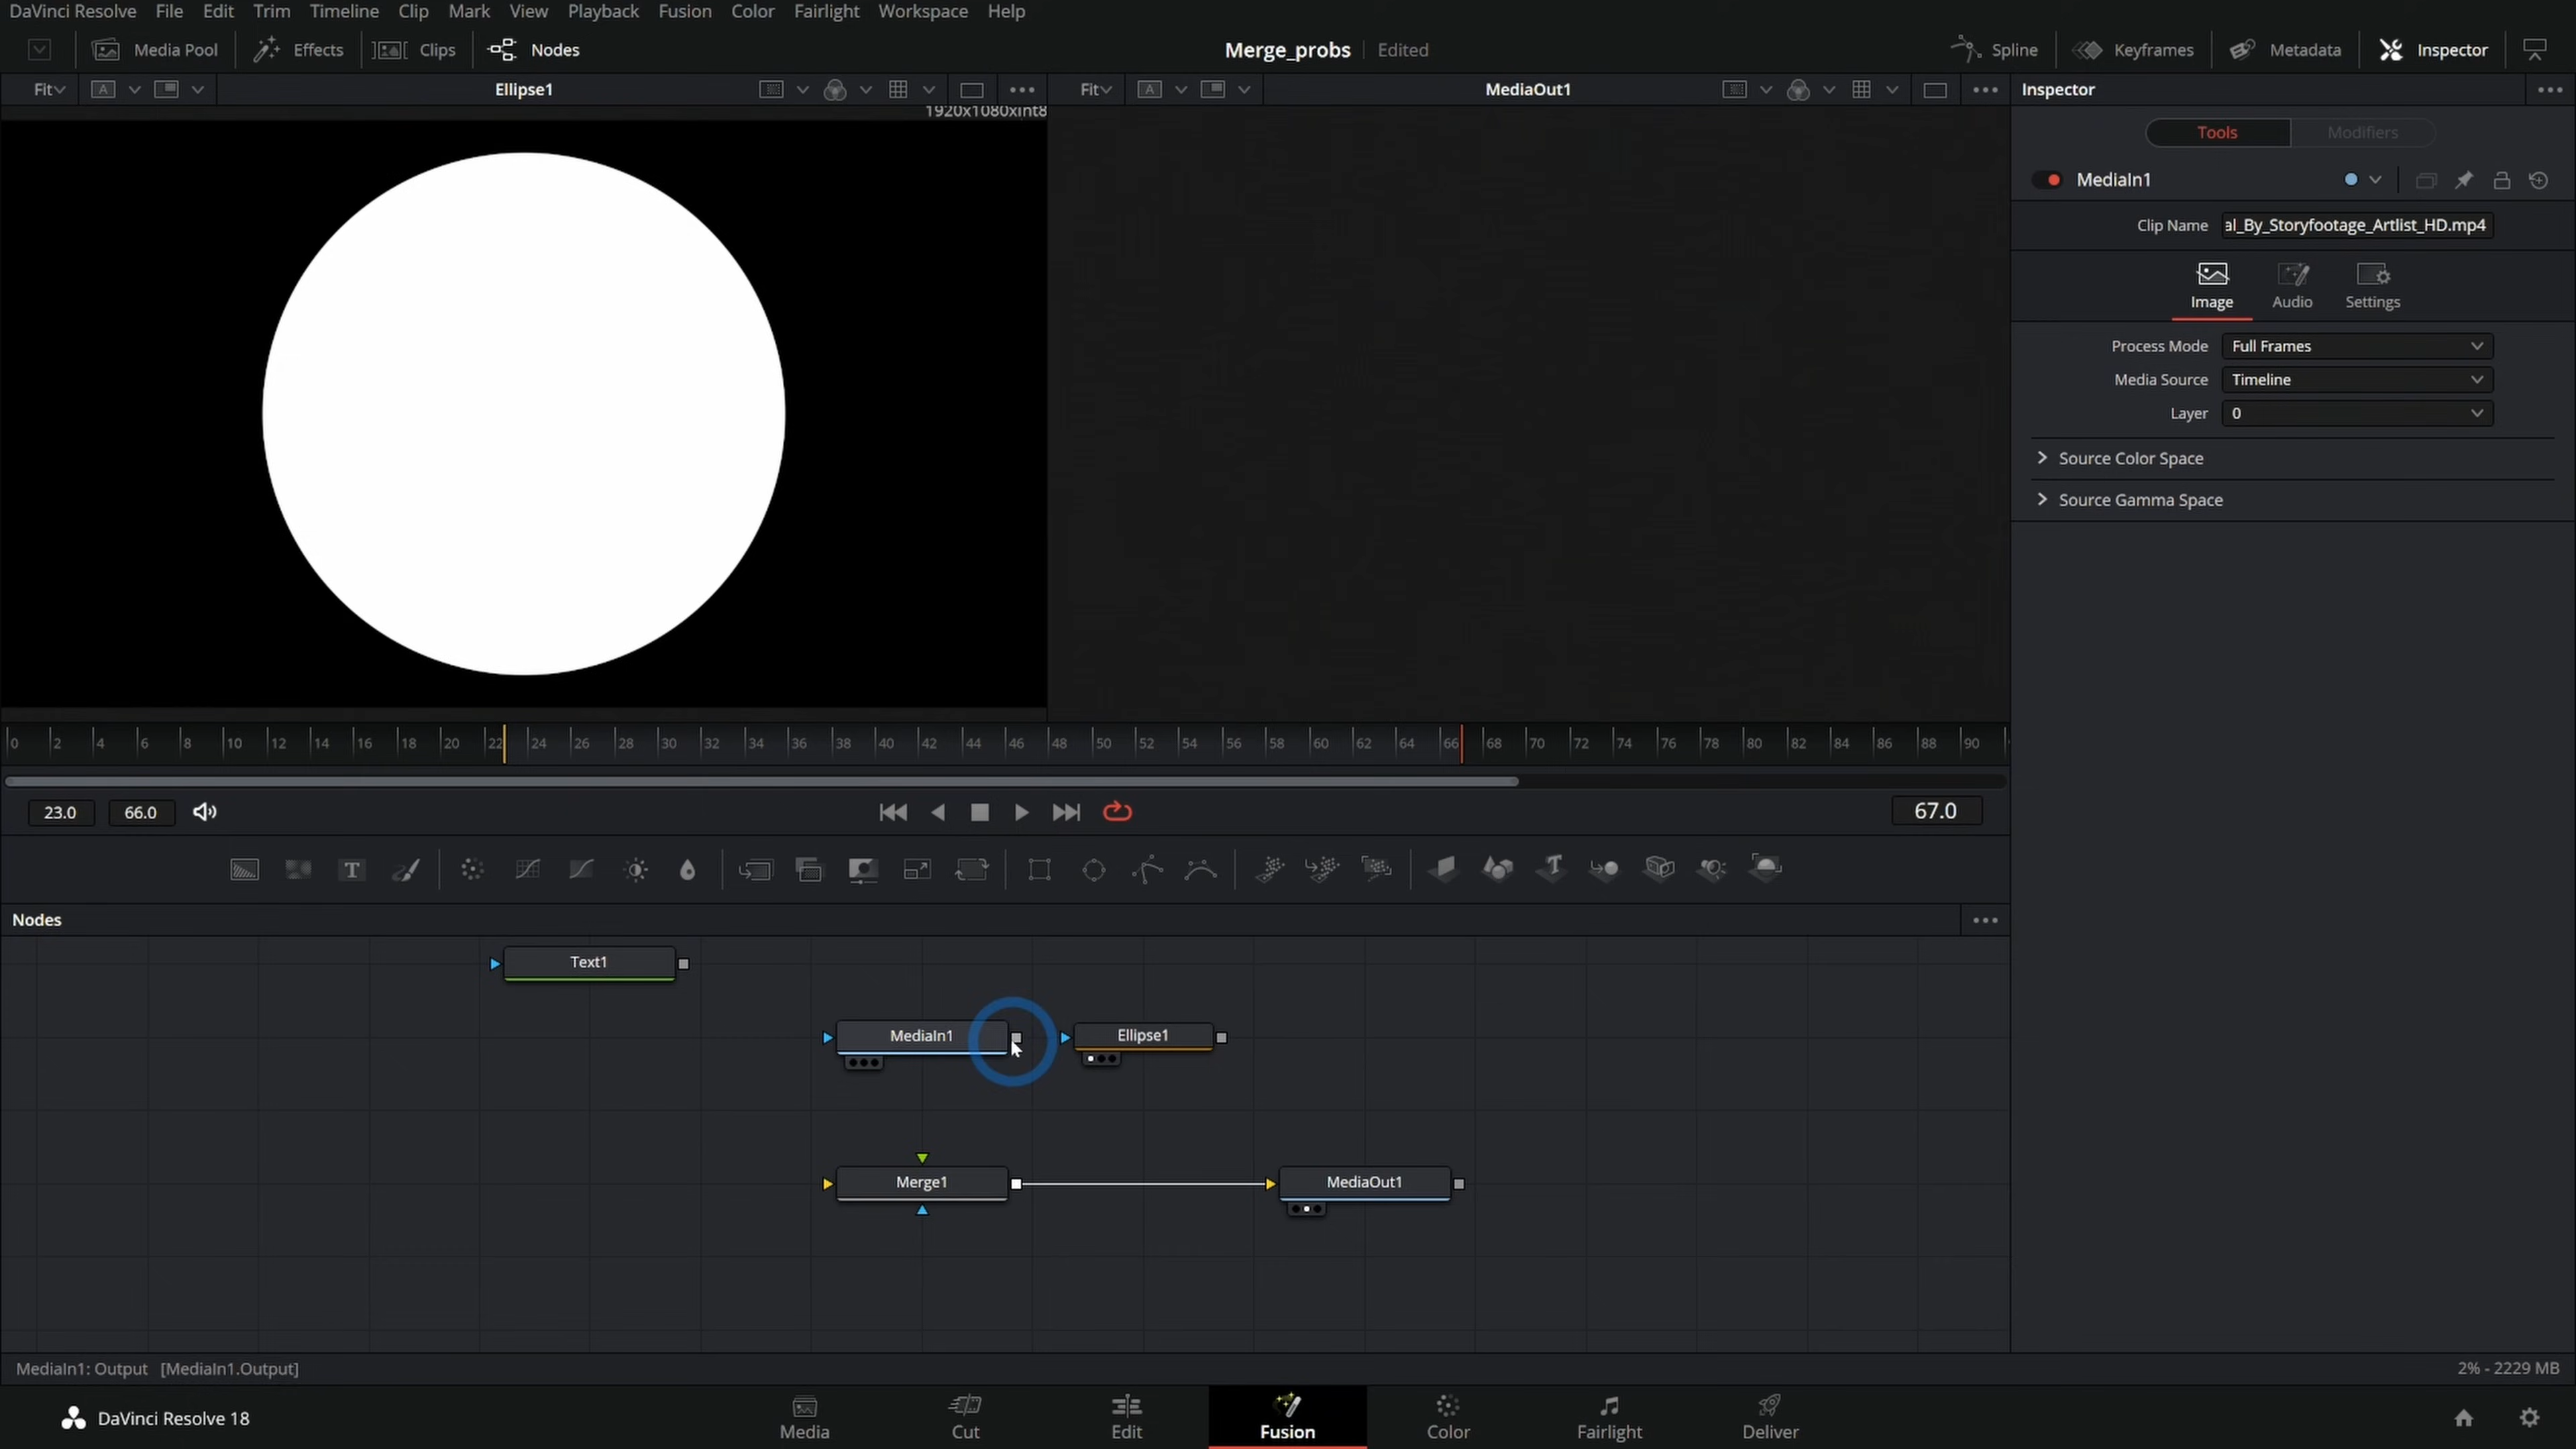 DaVinci Resolve File Edit Trim Timeline Clip Mark View Playback Fusion Color Fairlight Workspace Help
Media Pool Effects Clips Nodes Merge_probs Edited Spline Keyframes Metadata Inspector
Fit A Ellipse1 ••• Fit A MediaOut1 ••• Inspector •••
1920x1080xint8
Tools Modifiers
MediaIn1
Clip Name al_By_Storyfootage_Artlist_HD.mp4
Image Audio Settings
Process Mode Full Frames
Media Source Timeline
Layer 0
Source Color Space
Source Gamma Space
0 2 4 6 8 10 12 14 16 18 20 22 24 26 28 30 32 34 36 38 40 42 44 46 48 50 52 54 56 58 60 62 64 66 68 70 72 74 76 78 80 82 84 86 88 90
23.0 66.0 67.0
T T
Nodes •••
Text1
MediaIn1 Ellipse1
Merge1 MediaOut1
MediaIn1: Output [MediaIn1.Output] 2% - 2229 MB
DaVinci Resolve 18 Media Cut Edit Fusion Color Fairlight Deliver